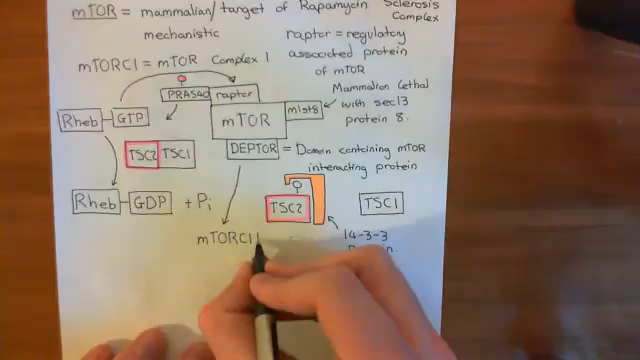 mTOR = mammalian/ target of Rapamycin Sclerosis
Complex
mechanistic
raptor = regulatory
associated protein
of mTOR
mTORC1 = mTOR Complex 1
PRAS40
raptor
Mammalian Lethal
with sec13
protein 8.
mlst8
Rheb
GTP
mTOR
TSC2
TSC1
DEPTOR
= Domain containing mTOR
interacting protein
Rheb
GDP
+ Pi
TSC2
TSC1
mTORC1
14-3-3